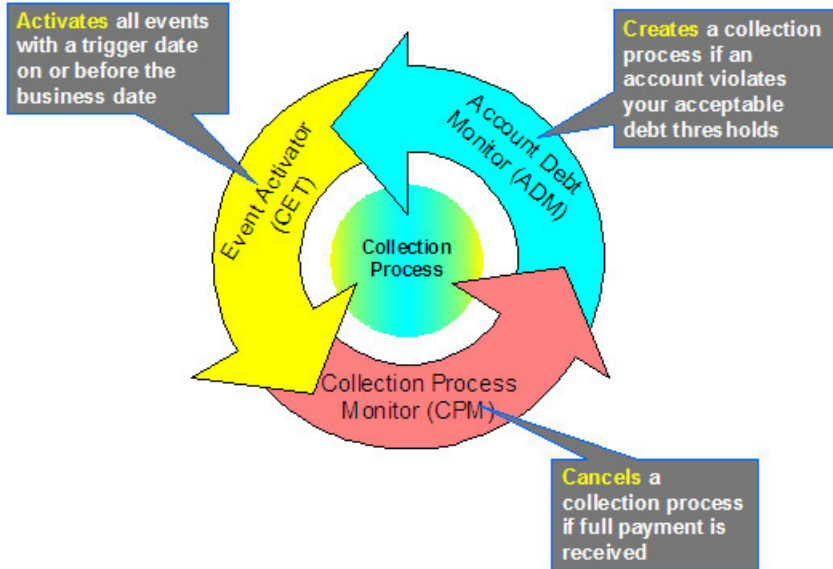 Activates all events
with a trigger date
on or before the
business date
Creates a collection
process if an
account violates
your acceptable
debt thresholds
Event Activator
(CET)
Account Debt
Monitor (ADM)
Collection
Process
Collection Process
Monitor (CPM)
Cancels a
collection process
if full payment is
received